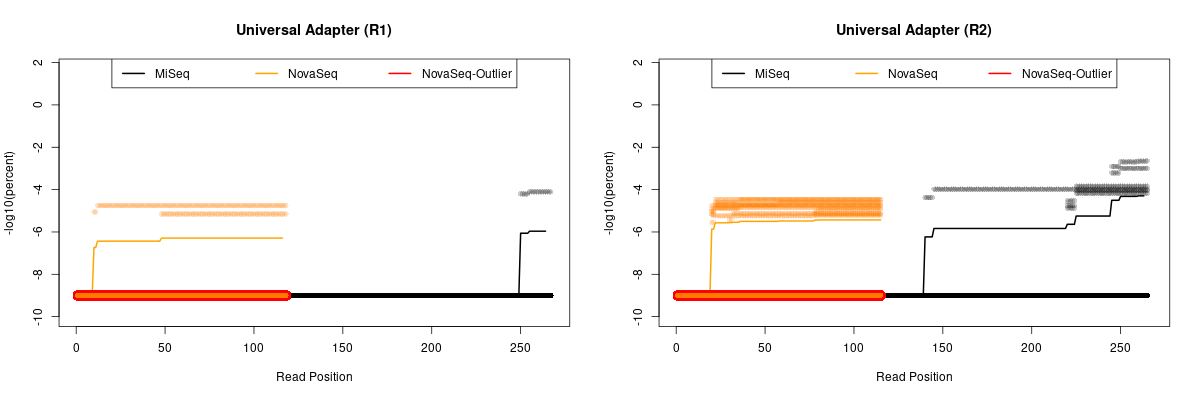 Universal Adapter (R1)
MiSeq NovaSeq NovaSeq-Outlier
2
0
-2
-4
-6
-8
-10
-log10(percent)
0 50 100 150 200 250
Read Position
Universal Adapter (R2)
MiSeq NovaSeq NovaSeq-Outlier
2
0
-2
-4
-6
-8
-10
-log10(percent)
0 50 100 150 200 250
Read Position